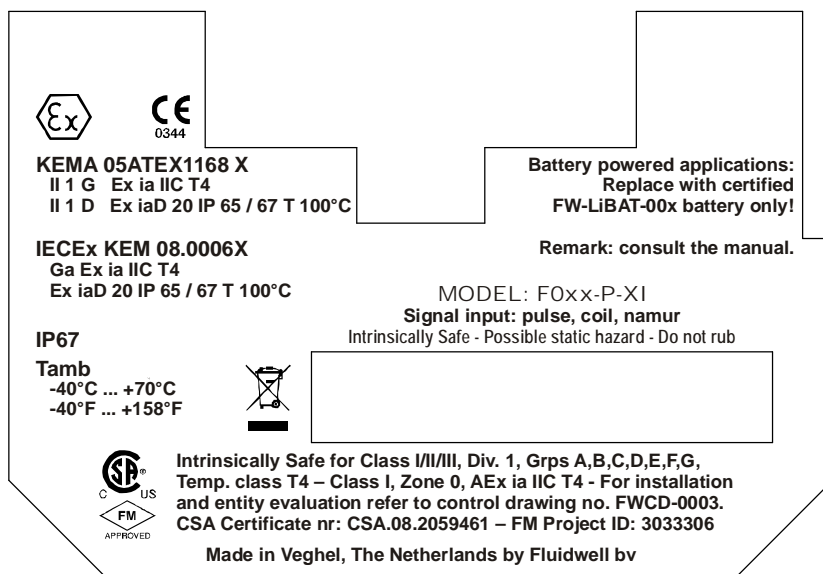 Ex
CE
0344
KEMA 05ATEX1168 X
II 1 G Ex ia IIC T4
II 1 D Ex iaD 20 IP 65 / 67 T 100°C
Battery powered applications:
Replace with certified
FW-LiBAT-00x battery only!
IECEx KEM 08.0006X
Ga Ex ia IIC T4
Ex iaD 20 IP 65 / 67 T 100°C
Remark: consult the manual.
MODEL: F0xx-P-XI
Signal input: pulse, coil, namur
Intrinsically Safe - Possible static hazard - Do not rub
IP67
Tamb
-40°C ... +70°C
-40°F ... +158°F
SA ®
C US
FM
APPROVED
Intrinsically Safe for Class I/II/III, Div. 1, Grps A,B,C,D,E,F,G,
Temp. class T4 – Class I, Zone 0, AEx ia IIC T4 - For installation
and entity evaluation refer to control drawing no. FWCD-0003.
CSA Certificate nr: CSA.08.2059461 – FM Project ID: 3033306
Made in Veghel, The Netherlands by Fluidwell bv